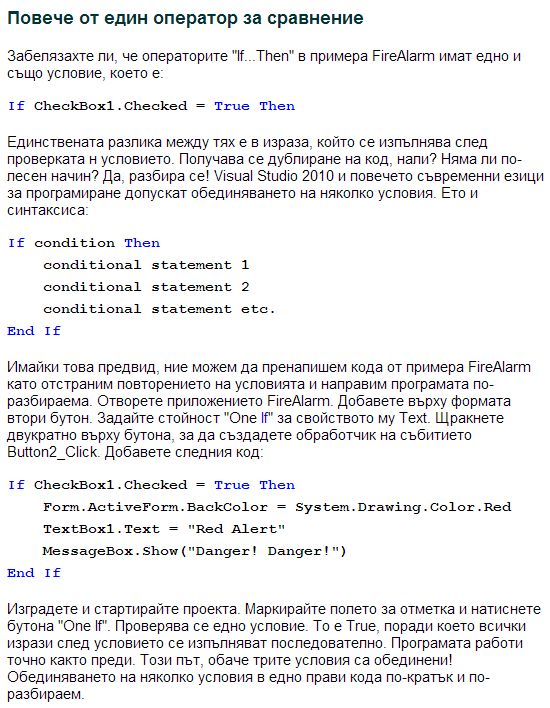 Повече от един оператор за сравнение
Забелязахте ли, че операторите "If...Then" в примера FireAlarm имат едно и
също условие, което е:
If CheckBox1.Checked = True Then
Единствената разлика между тях е в израза, който се изпълнява след
проверката н условието. Получава се дублиране на код, нали? Няма ли по-
лесен начин? Да, разбира се! Visual Studio 2010 и повечето съвременни езици
за програмиране допускат обединяването на няколко условия. Ето и
синтаксиса:
If condition Then
conditional statement 1
conditional statement 2
conditional statement etc.
End If
Имайки това предвид, ние можем да пренапишем кода от примера FireAlarm
като отстраним повторението на условията и направим програмата по-
разбираема. Отворете приложението FireAlarm. Добавете върху формата
втори бутон. Задайте стойност "One If" за свойството му Text. Щракнете
двукратно върху бутона, за да създадете обработчик на събитието
Button2_Click. Добавете следния код:
If CheckBox1.Checked = True Then
Form.ActiveForm.BackColor = System.Drawing.Color.Red
TextBox1.Text = "Red Alert"
MessageBox.Show("Danger! Danger!")
End If
Изградете и стартирайте проекта. Маркирайте полето за отметка и натиснете
бутона "One If". Проверява се едно условие. То е True, поради което всички
изрази след условието се изпълняват последователно. Програмата работи
точно както преди. Този път, обаче трите условия са обединени!
Обединяването на няколко условия в едно прави кода по-кратък и по-
разбираем.